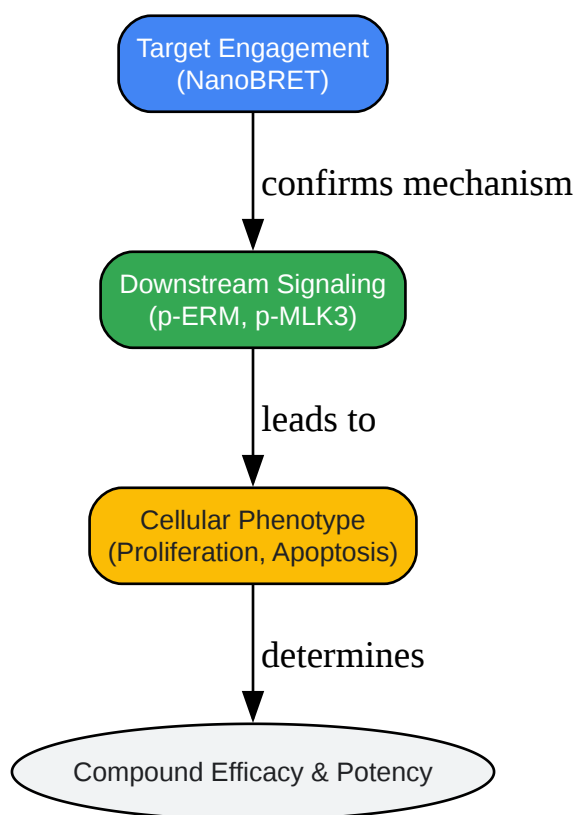 Target Engagement
(NanoBRET)
confirms mechanism
Downstream Signaling
(p-ERM, p-MLK3)
leads to
Cellular Phenotype
(Proliferation, Apoptosis)
determines
Compound Efficacy & Potency